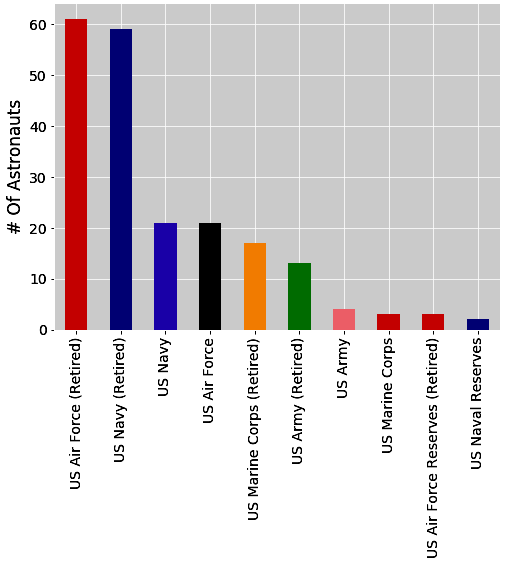 # Of Astronauts
60
50
40
30
20
10
0
US Air Force (Retired)
US Navy (Retired)
US Navy
US Air Force
US Marine Corps (Retired)
US Army (Retired)
US Army
US Marine Corps
US Air Force Reserves (Retired)
US Naval Reserves